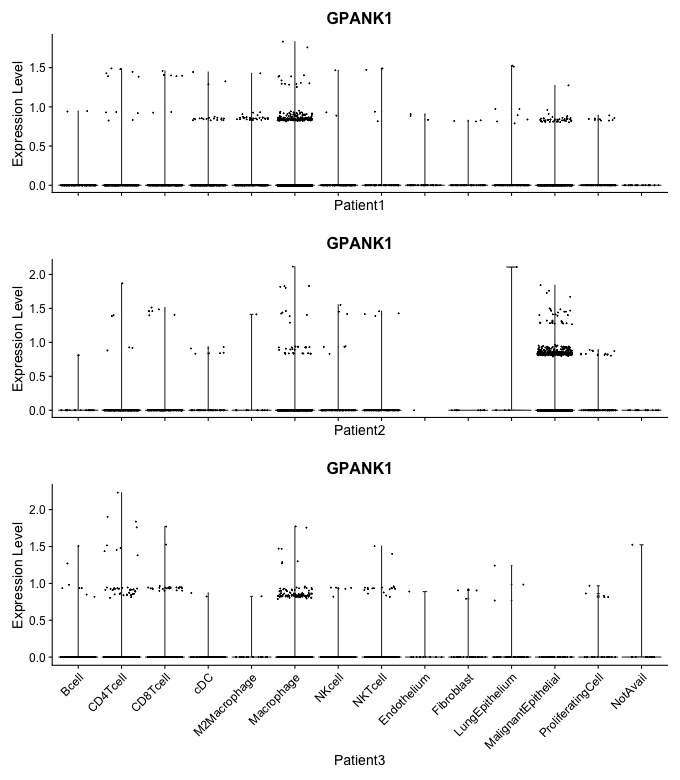 GPANK1
Expression Level
1.5
1.0
0.5
0.0
Patient1
GPANK1
Expression Level
2.0
1.5
1.0
0.5
0.0
Patient2
GPANK1
Expression Level
2.0
1.5
1.0
0.5
0.0
Bcell
CD4Tcell
CD8Tcell
cDC
M2Macrophage
Macrophage
NKcell
NKTcell
Endothelium
Fibroblast
LungEpithelium
MalignantEpithelial
ProliferatingCell
NotAvail
Patient3